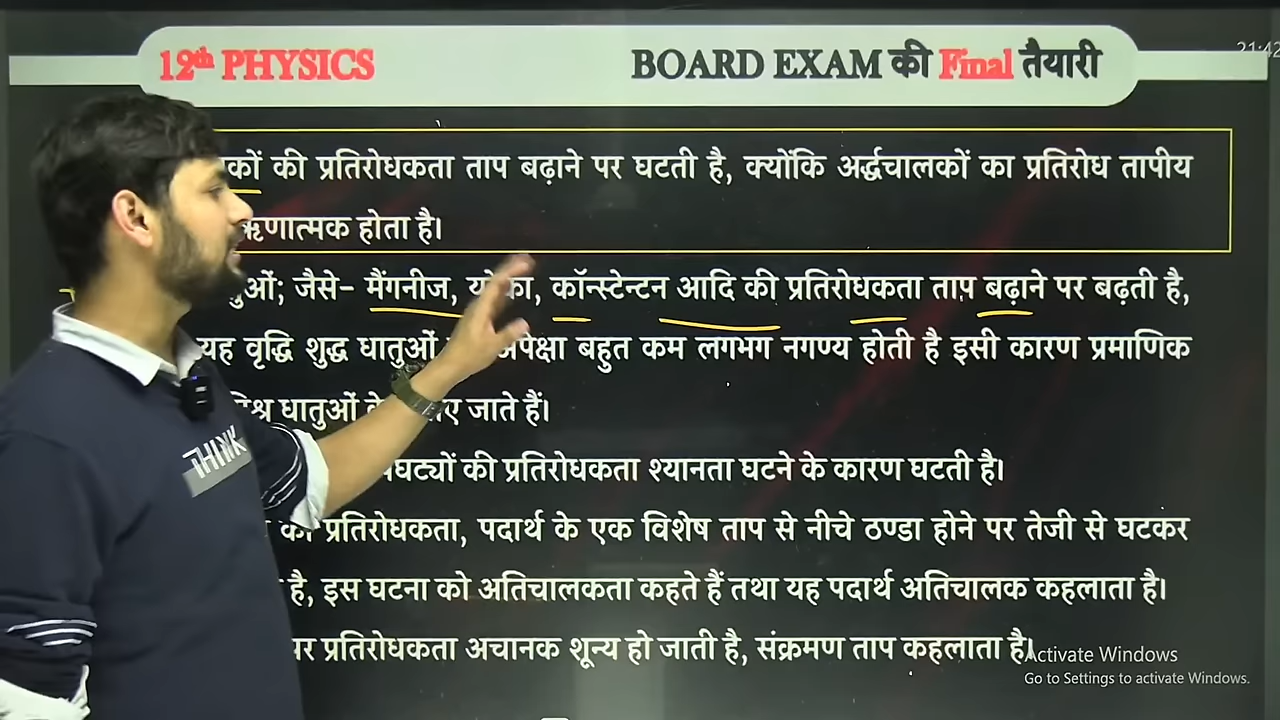 12th PHYSICS BOARD EXAM की Final तैयारी
21:42
की प्रतिरोधकता ताप बढ़ाने पर घटती है, क्योंकि अर्द्धचालकों का प्रतिरोध तापीय
ऋणात्मक होता है।
जैसे- मैंगनीज, कॉन्स्टेन्टन आदि की प्रतिरोधकता ताप बढ़ाने पर बढ़ती है,
यह वृद्धि शुद्ध धातुओं अपेक्षा बहुत कम लगभग नगण्य होती है इसी कारण प्रमाणिक
धातुओं जाते हैं।
की प्रतिरोधकता श्यानता घटने के कारण घटती है।
प्रतिरोधकता, पदार्थ के एक विशेष ताप से नीचे ठण्डा होने पर तेजी से घटकर
है, इस घटना को अतिचालकता कहते हैं तथा यह पदार्थ अतिचालक कहलाता है।
पर प्रतिरोधकता अचानक शून्य हो जाती है, संक्रमण ताप कहलाता है।
Activate Windows
Go to Settings to activate Windows.
THINK